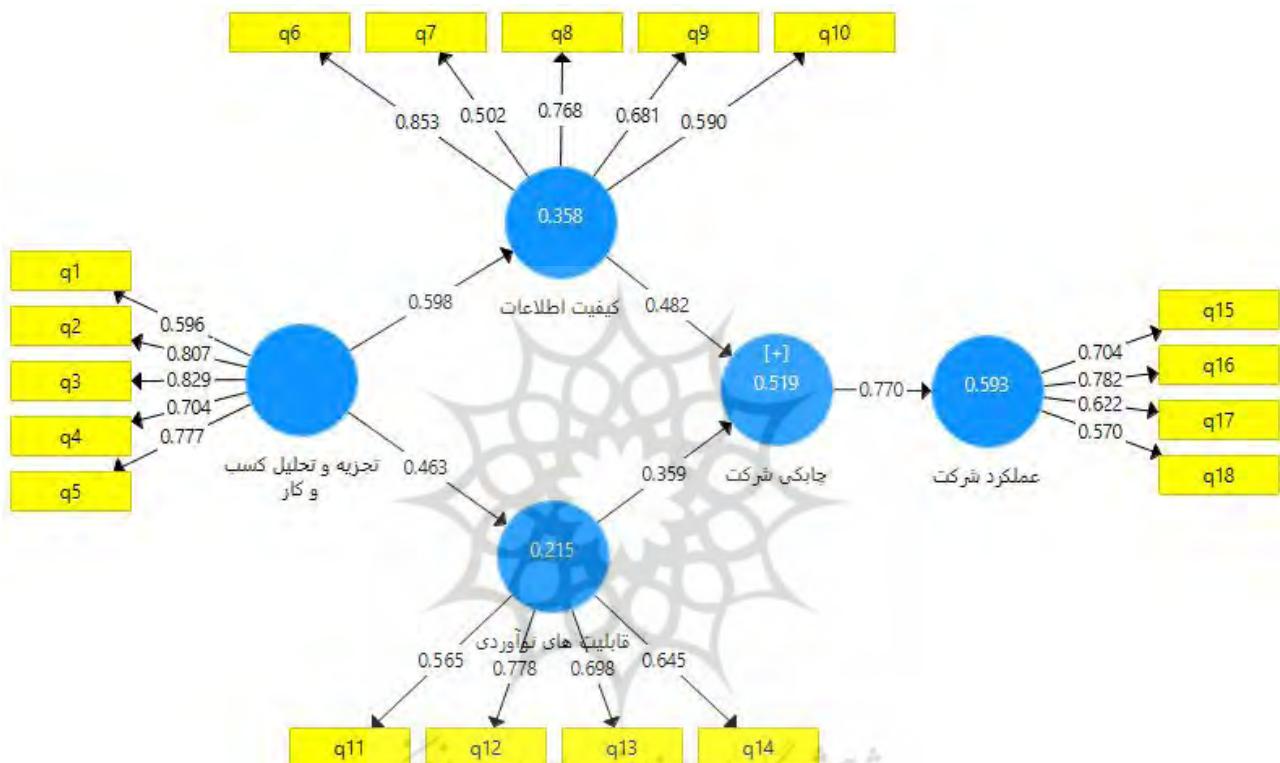 q6 q7 q8 q9 q10
0.853 0.502 0.768 0.681 0.590
0.358
کیفیت اطلاعات
q1
q2
q3
q4
q5
0.596
0.807
0.829
0.704
0.777
تجزیه و تحلیل کسب
و کار
0.598
0.463
0.482
0.359
[+]
0.519
چابکی شرکت
0.770
0.593
عملکرد شرکت
0.704
0.782
0.622
0.570
q15
q16
q17
q18
0.215
قابلیت های نوآوردی
0.565 0.778 0.698 0.645
q11 q12 q13 q14